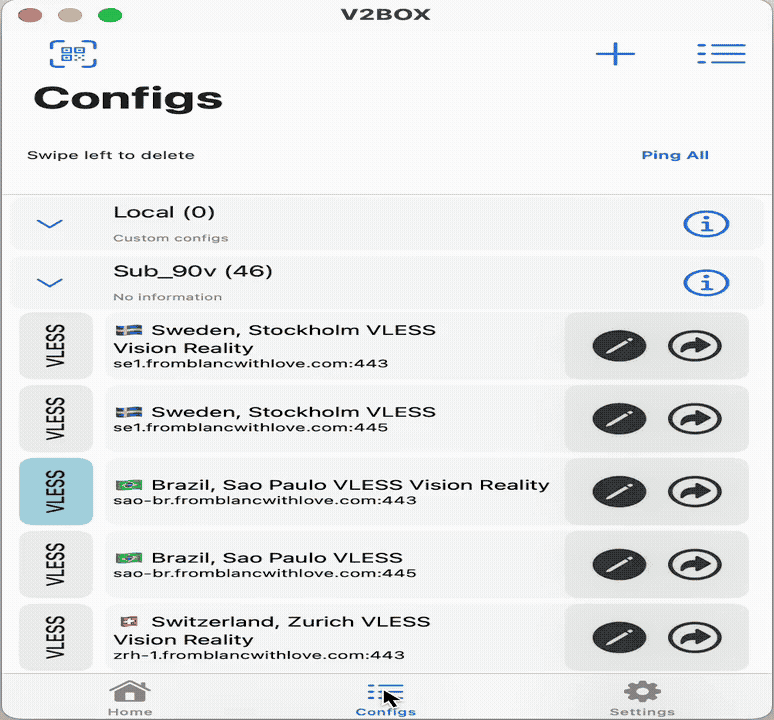 V2BOX
Configs
Swipe left to delete
Ping All
Local (0)
Custom configs
Sub_90v (46)
No information
VLESS
Sweden, Stockholm VLESS
Vision Reality
se1.fromblancwithlove.com:443
VLESS
Sweden, Stockholm VLESS
se1.fromblancwithlove.com:445
VLESS
Brazil, Sao Paulo VLESS Vision Reality
sao-br.fromblancwithlove.com:443
VLESS
Brazil, Sao Paulo VLESS
sao-br.fromblancwithlove.com:445
VLESS
Switzerland, Zurich VLESS
Vision Reality
zrh-1.fromblancwithlove.com:443
Home
Configs
Settings